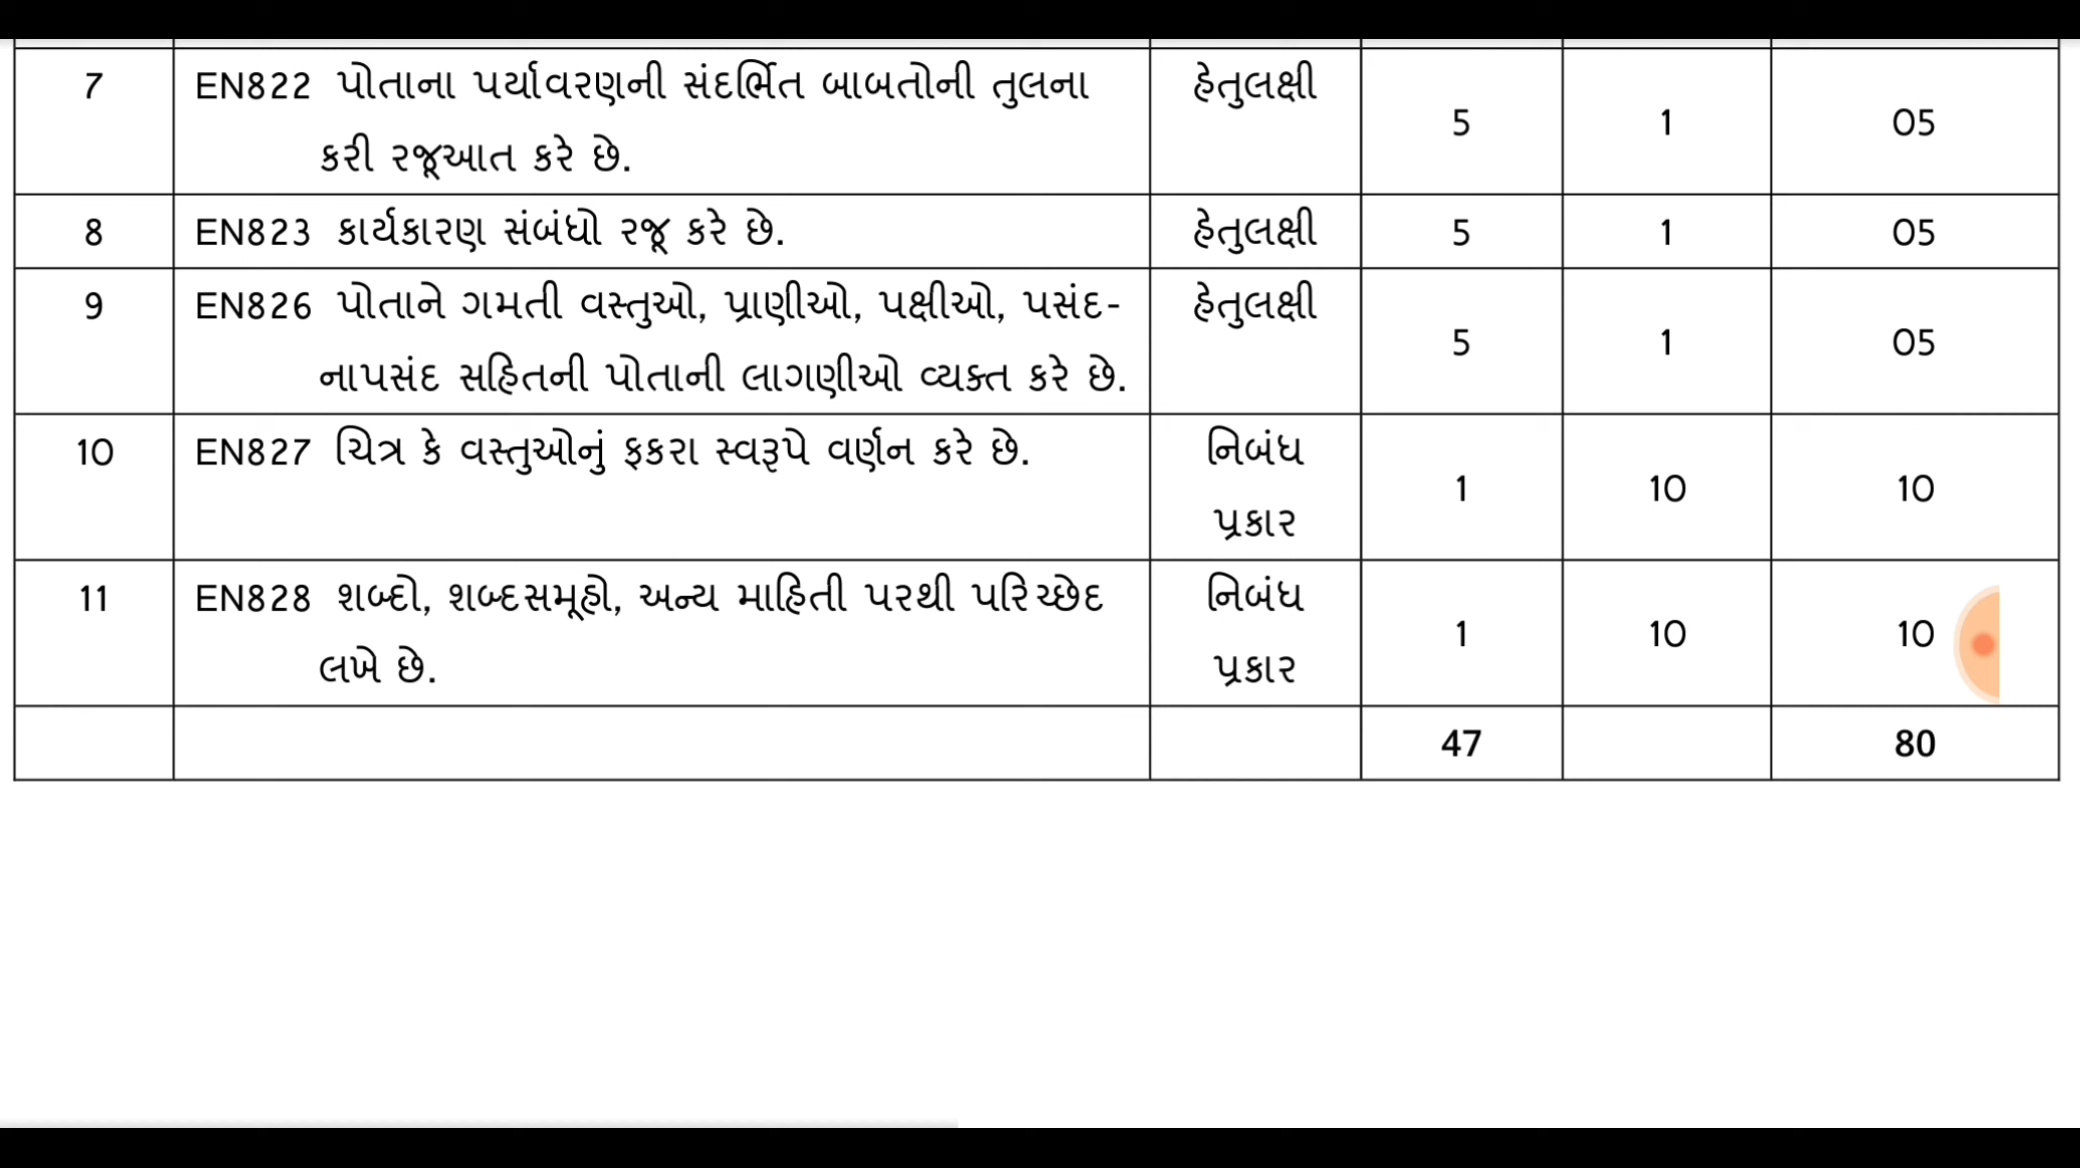 7 EN822 પોતાના પર્યાવરણની સંદર્ભિત બાબતોની તુલના હેતુલક્ષી 5 1 05
કરી રજૂઆત કરે છે.
8 EN823 કાર્યકારણ સંબંધો રજૂ કરે છે. હેતુલક્ષી 5 1 05
9 EN826 પોતાને ગમતી વસ્તુઓ, પ્રાણીઓ, પક્ષીઓ, પસંદ- હેતુલક્ષી 5 1 05
નાપસંદ સહિતની પોતાની લાગણીઓ વ્યક્ત કરે છે.
10 EN827 ચિત્ર કે વસ્તુઓનું ફકરા સ્વરૂપે વર્ણન કરે છે. નિબંધ 1 10 10
પ્રકાર
11 EN828 શબ્દો, શબ્દસમૂહો, અન્ય માહિતી પરથી પરિચ્છેદ નિબંધ 1 10 10
લખે છે. પ્રકાર
47 80